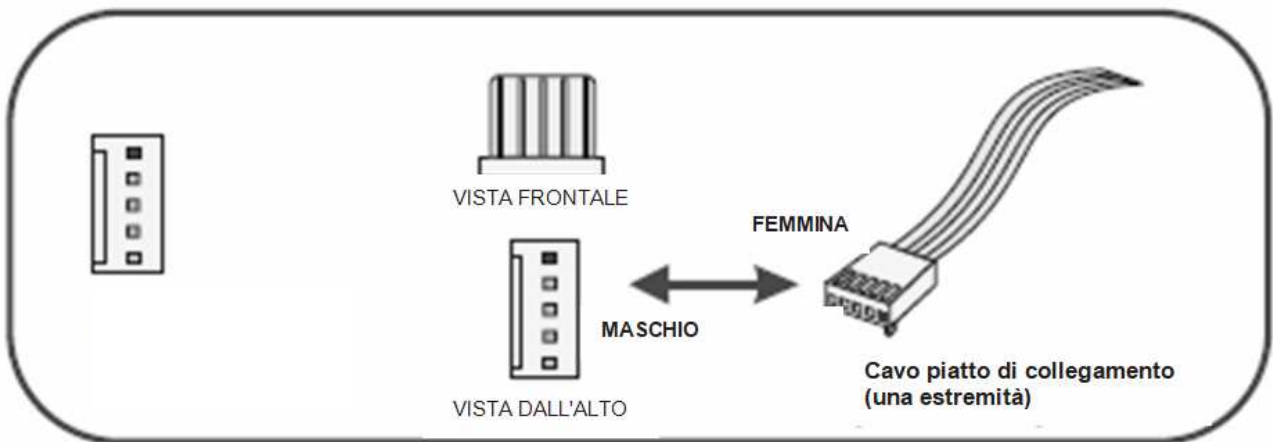 VISTA FRONTALE
FEMMINA
MASCHIO
VISTA DALL'ALTO
Cavo piatto di collegamento
(una estremità)